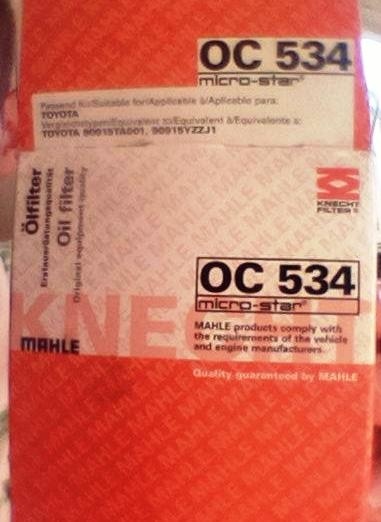 OC 534
micro-star®
Passend für/Suitable for/Applicable à/Aplicable para:
TOYOTA
Vergleichstypen/Equivalent to/Equivalent à/Equivalente a:
TOYOTA 90915TA001, 90915YZZJ1
Ölfilter
Erstausrüstungsqualität
Oil filter
Original equipment quality
KNECHT
FILTER
OC 534
micro-star®
KNECHT
MAHLE products comply with
the requirements of the vehicle
and engine manufacturers.
MAHLE
Quality guaranteed by MAHLE